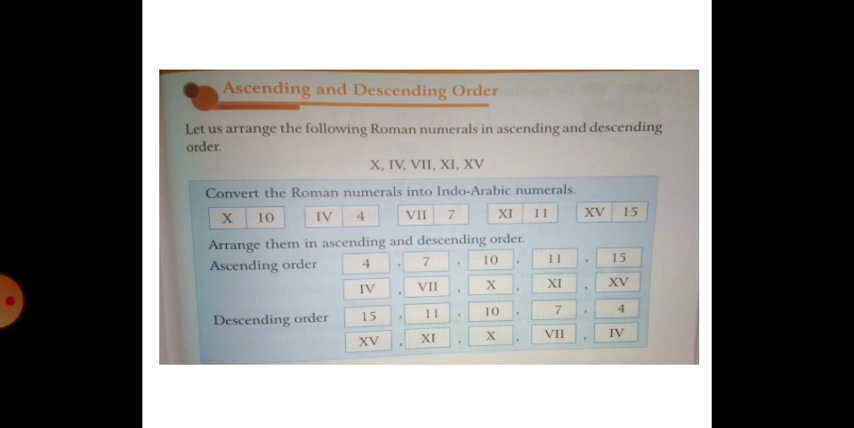 Ascending and Descending Order
Let us arrange the following Roman numerals in ascending and descending
order.
X, IV, VII, XI, XV
Convert the Roman numerals into Indo-Arabic numerals.
X 10 IV 4 VII 7 XI 11 XV 15
Arrange them in ascending and descending order.
Ascending order 4 , 7 , 10 , 11 , 15
IV , VII , X , XI , XV
Descending order 15 , 11 , 10 , 7 , 4
XV , XI , X , VII , IV